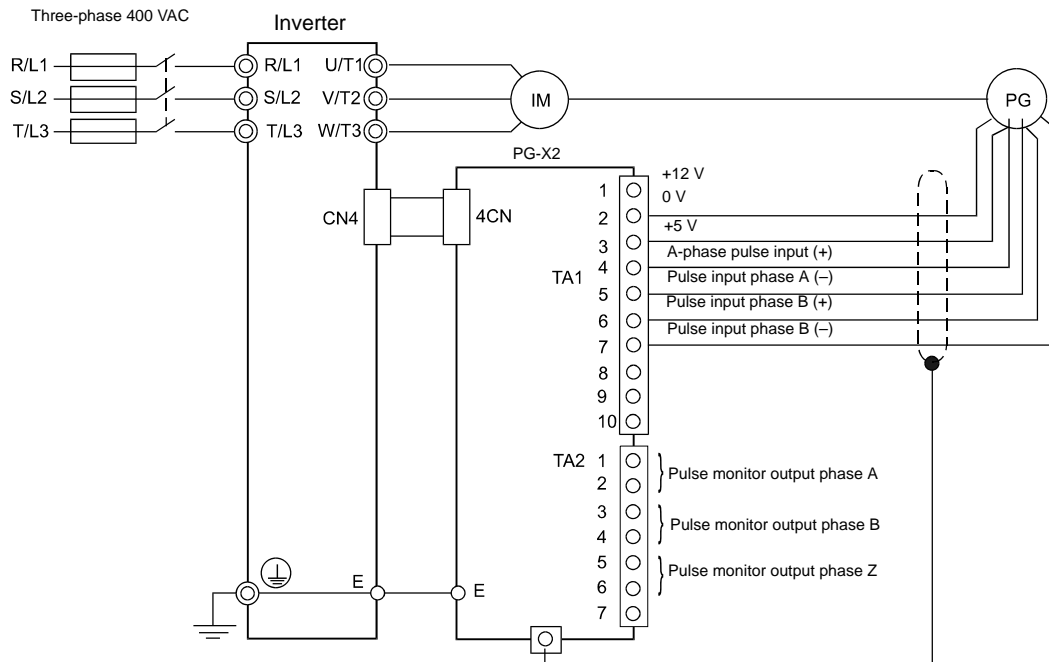 Three-phase 400 VAC
Inverter
R/L1 R/L1 U/T1
S/L2 S/L2 V/T2 IM PG
T/L3 T/L3 W/T3
PG-X2
CN4 4CN
TA1
1 +12 V
0 V
2
+5 V
3
A-phase pulse input (+)
4
Pulse input phase A (–)
5
Pulse input phase B (+)
6
Pulse input phase B (–)
7
8
9
10
TA2 1
2 Pulse monitor output phase A
3
4 Pulse monitor output phase B
5
6 Pulse monitor output phase Z
7
E E